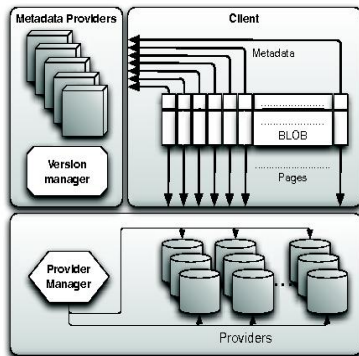 Metadata Providers
Client
Metadata
BLOB
Version
manager
Pages
Provider
Manager
Providers